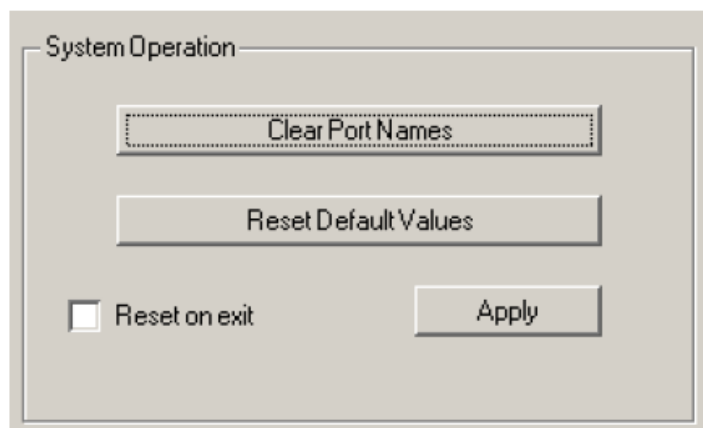 System Operation
Clear Port Names
Reset Default Values
Reset on exit
Apply